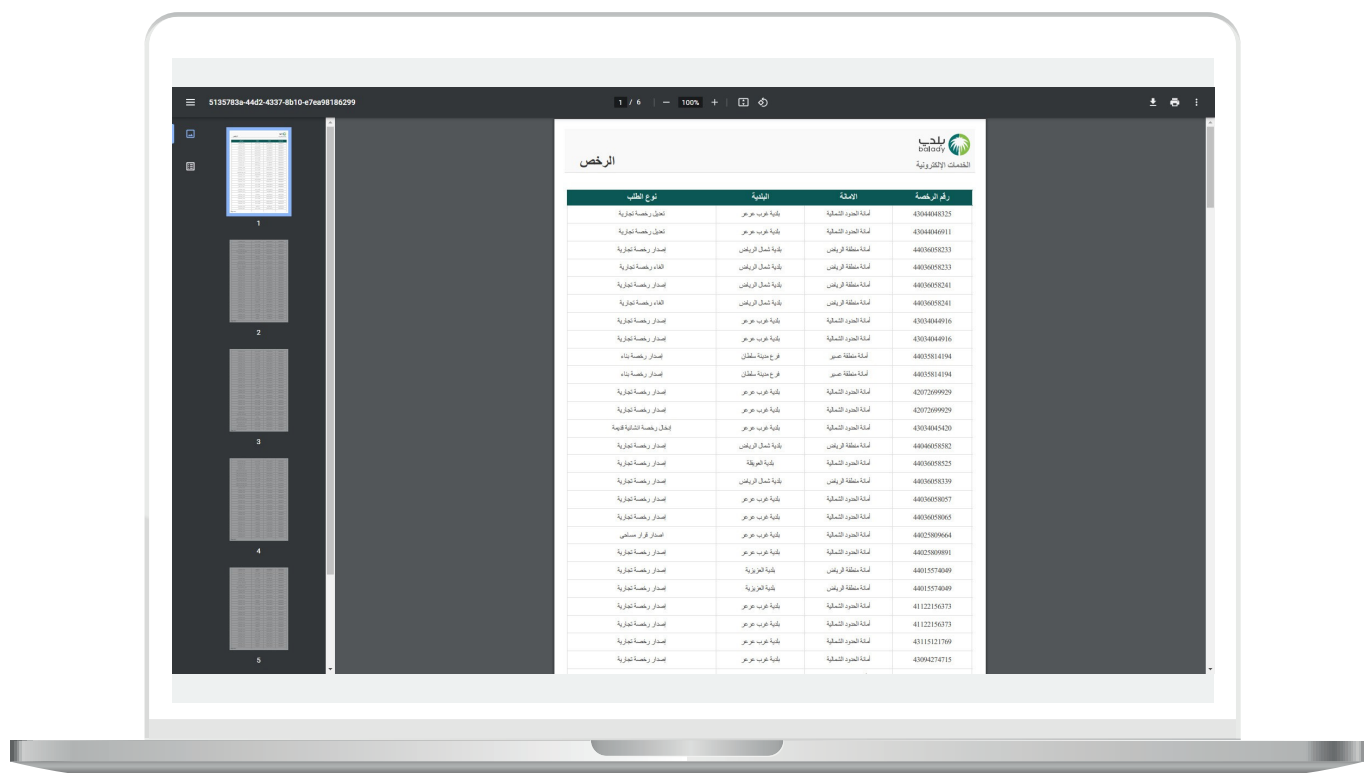 5135783a-44d2-4337-8b10-e7ea98186299
1 / 6
100%
بلدي
balady
الخدمات الإلكترونية
الرخص
رقم الرخصة الامانة البلدية نوع الطلب
43044048325 أمانة الحدود الشمالية بلدية غرب عرعر تعديل رخصة تجارية
43044046911 أمانة الحدود الشمالية بلدية غرب عرعر تعديل رخصة تجارية
44036058233 أمانة منطقة الرياض بلدية شمال الرياض إصدار رخصة تجارية
44036058233 أمانة منطقة الرياض بلدية شمال الرياض الغاء رخصة تجارية
44036058241 أمانة منطقة الرياض بلدية شمال الرياض إصدار رخصة تجارية
44036058241 أمانة منطقة الرياض بلدية شمال الرياض الغاء رخصة تجارية
43034044916 أمانة الحدود الشمالية بلدية غرب عرعر إصدار رخصة تجارية
43034044916 أمانة الحدود الشمالية بلدية غرب عرعر إصدار رخصة تجارية
44035814194 أمانة منطقة عسير فرع مدينة سلطان إصدار رخصة بناء
44035814194 أمانة منطقة عسير فرع مدينة سلطان إصدار رخصة بناء
42072699929 أمانة الحدود الشمالية بلدية غرب عرعر إصدار رخصة تجارية
42072699929 أمانة الحدود الشمالية بلدية غرب عرعر إصدار رخصة تجارية
43034045420 أمانة الحدود الشمالية بلدية غرب عرعر إدخال رخصة انشائية قديمة
44046058582 أمانة منطقة الرياض بلدية شمال الرياض إصدار رخصة تجارية
44036058525 أمانة الحدود الشمالية بلدية العويقلة إصدار رخصة تجارية
44036058339 أمانة منطقة الرياض بلدية شمال الرياض إصدار رخصة تجارية
44036058057 أمانة الحدود الشمالية بلدية غرب عرعر إصدار رخصة تجارية
44036058065 أمانة الحدود الشمالية بلدية غرب عرعر إصدار رخصة تجارية
44025809664 أمانة الحدود الشمالية بلدية غرب عرعر اصدار قرار مساحي
44025809891 أمانة الحدود الشمالية بلدية غرب عرعر إصدار رخصة تجارية
44015574049 أمانة منطقة الرياض بلدية العزيزية إصدار رخصة تجارية
44015574049 أمانة منطقة الرياض بلدية العزيزية إصدار رخصة تجارية
41122156373 أمانة الحدود الشمالية بلدية غرب عرعر إصدار رخصة تجارية
41122156373 أمانة الحدود الشمالية بلدية غرب عرعر إصدار رخصة تجارية
43115121769 أمانة الحدود الشمالية بلدية غرب عرعر إصدار رخصة تجارية
43094274715 أمانة الحدود الشمالية بلدية غرب عرعر إصدار رخصة تجارية
1
2
3
4
5